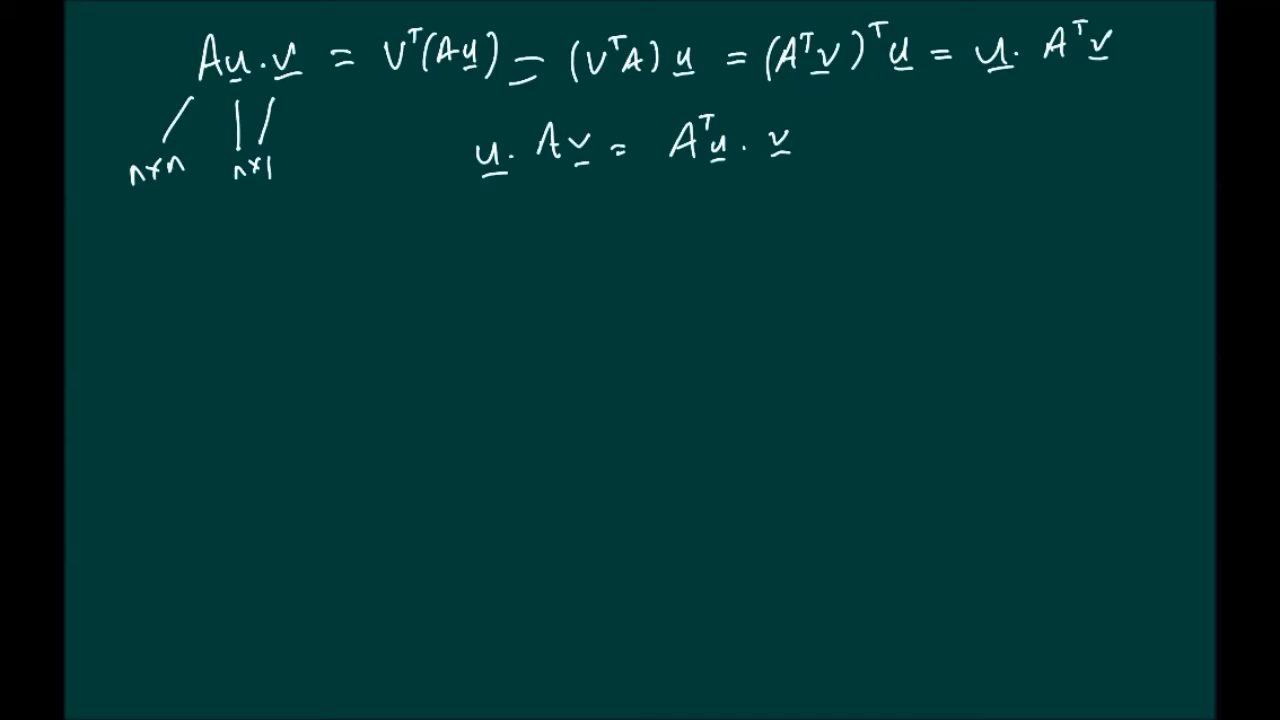 Au · v = vᵀ(Au) = (vᵀA) u = (Aᵀv)ᵀu = u · Aᵀv
u · Av = Aᵀu · v
n×n n×1